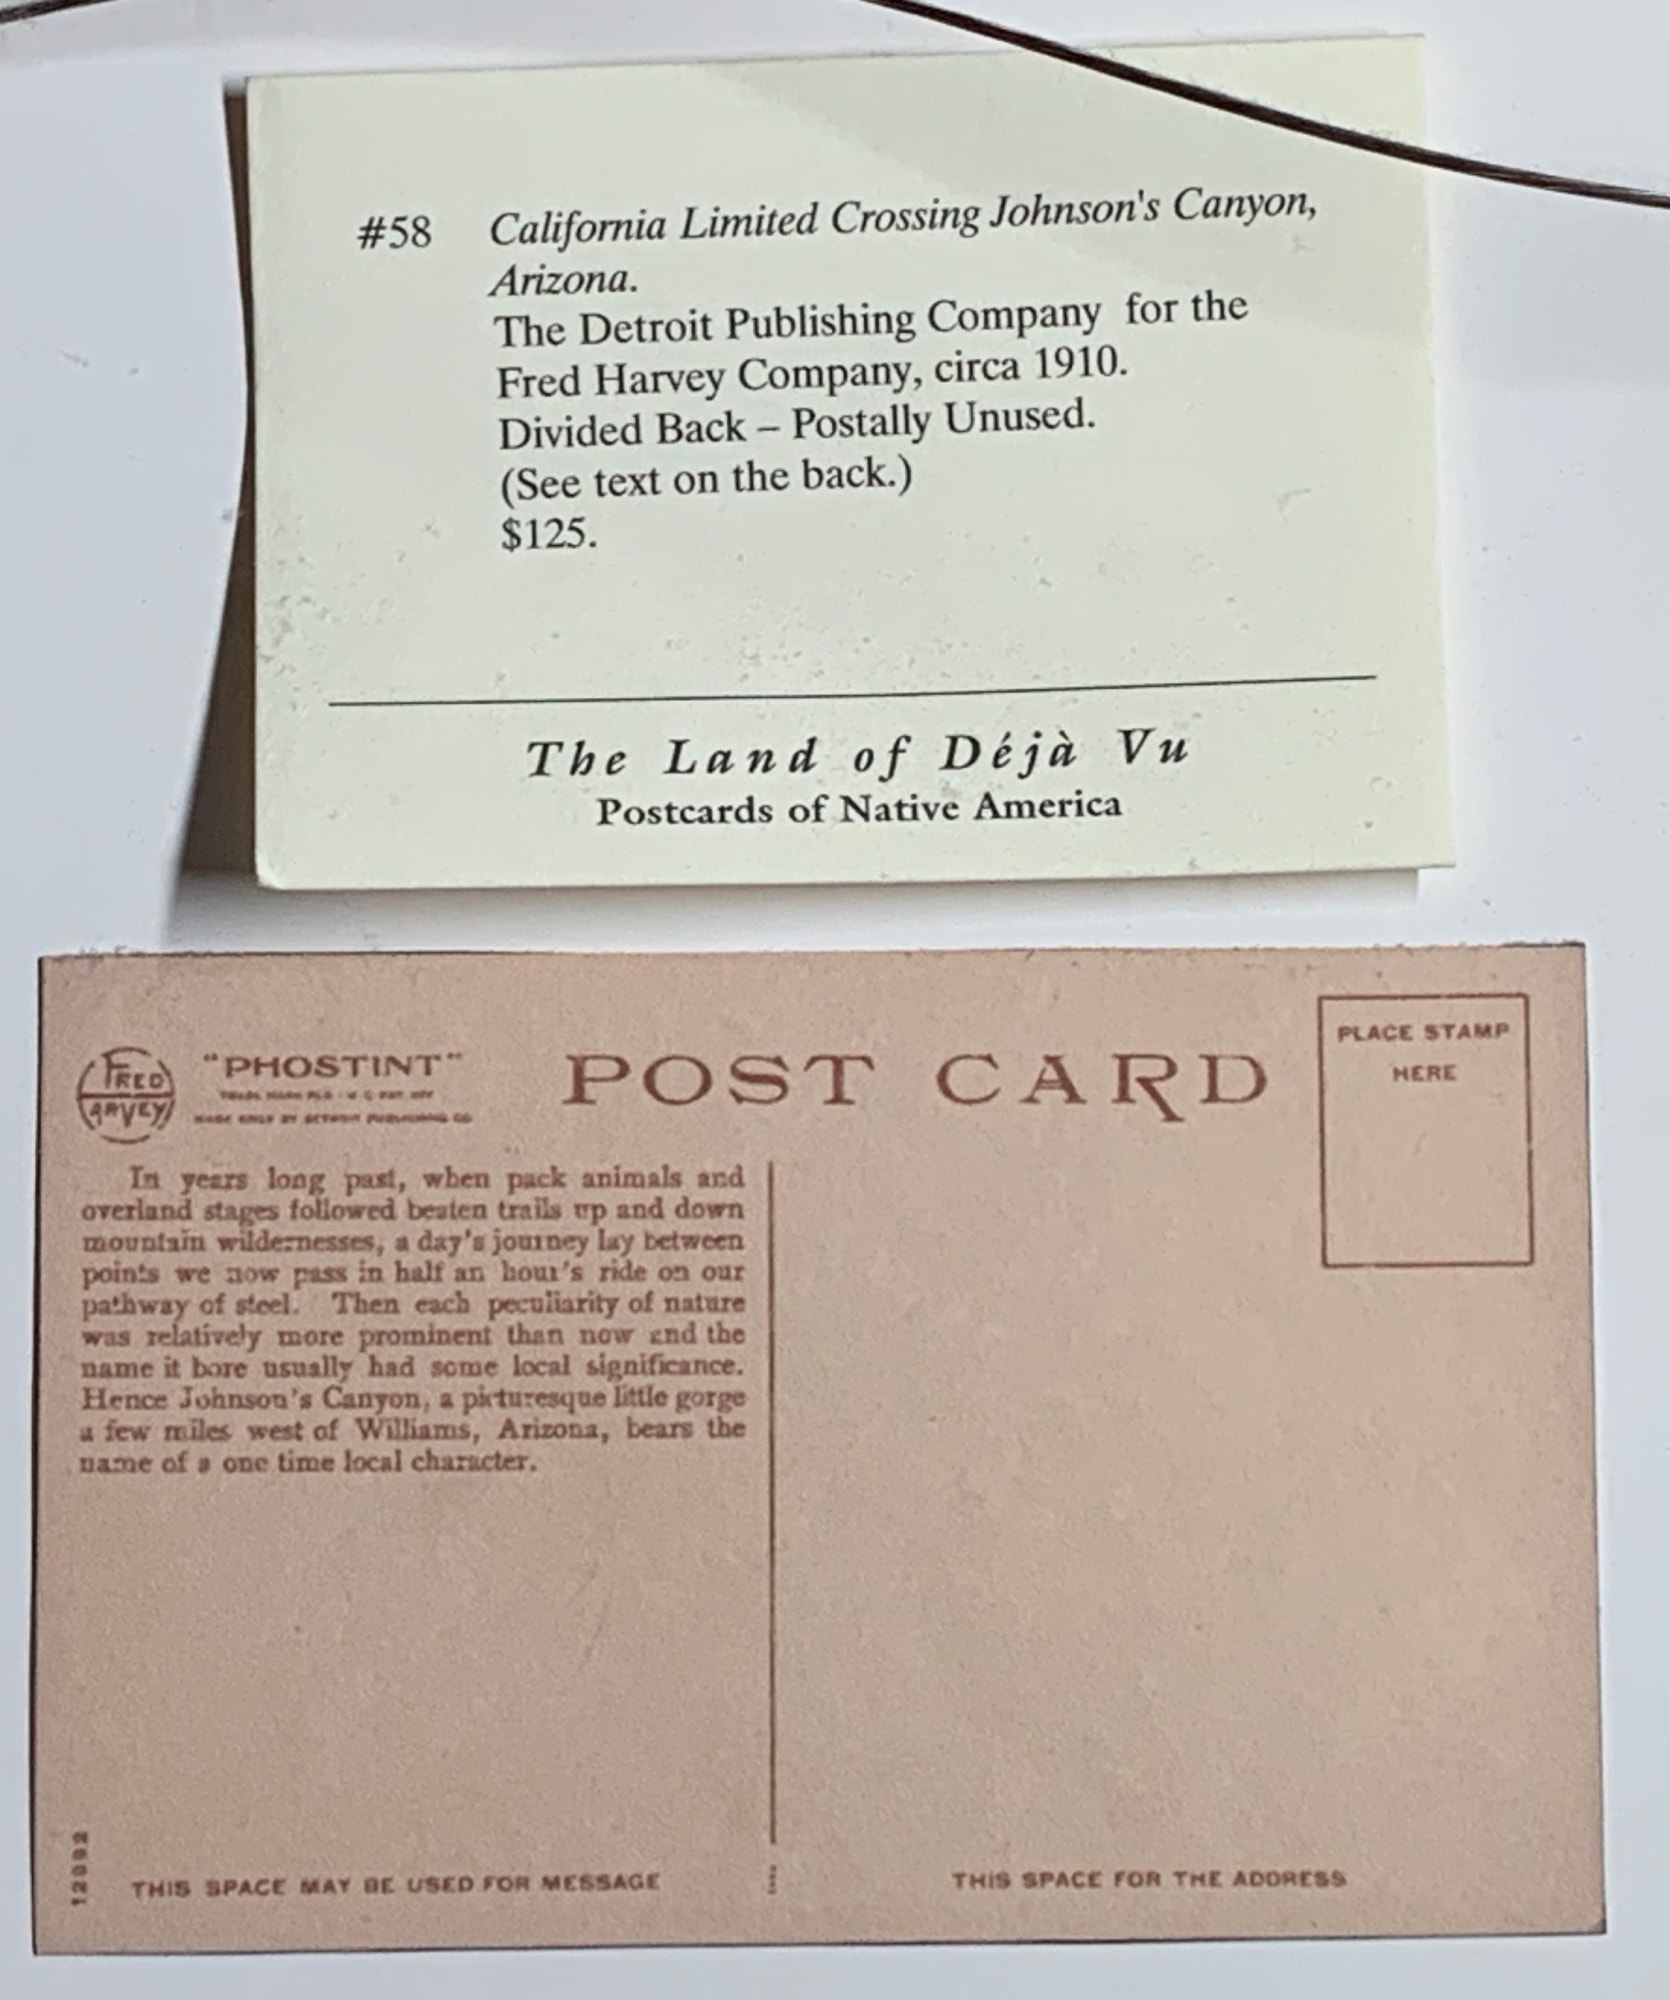 #58 California Limited Crossing Johnson's Canyon,
Arizona.
The Detroit Publishing Company for the
Fred Harvey Company, circa 1910.
Divided Back – Postally Unused.
(See text on the back.)
$125.
The Land of Déjà Vu
Postcards of Native America
FRED
HARVEY
"PHOSTINT"
MADE ONLY BY DETROIT PUBLISHING CO
POST CARD
PLACE STAMP
HERE
In years long past, when pack animals and
overland stages followed beaten trails up and down
mountain wildernesses, a day's journey lay between
points we now pass in half an hour's ride on our
pathway of steel. Then each peculiarity of nature
was relatively more prominent than now and the
name it bore usually had some local significance.
Hence Johnson's Canyon, a picturesque little gorge
a few miles west of Williams, Arizona, bears the
name of a one time local character.
THIS SPACE MAY BE USED FOR MESSAGE
THIS SPACE FOR THE ADDRESS